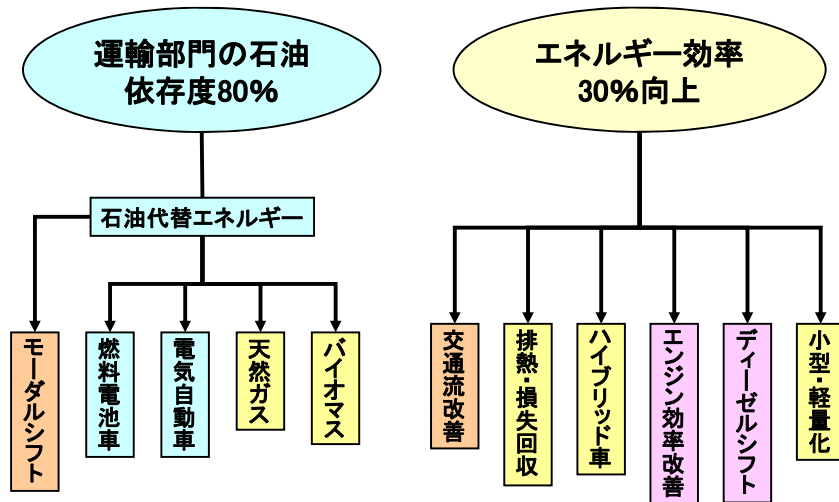 運輸部門の石油
依存度80%
エネルギー効率
30%向上
石油代替エネルギー
モーダルシフト
燃料電池車
電気自動車
天然ガス
バイオマス
交通流改善
排熱・損失回収
ハイブリッド車
エンジン効率改善
ディーゼルシフト
小型・軽量化